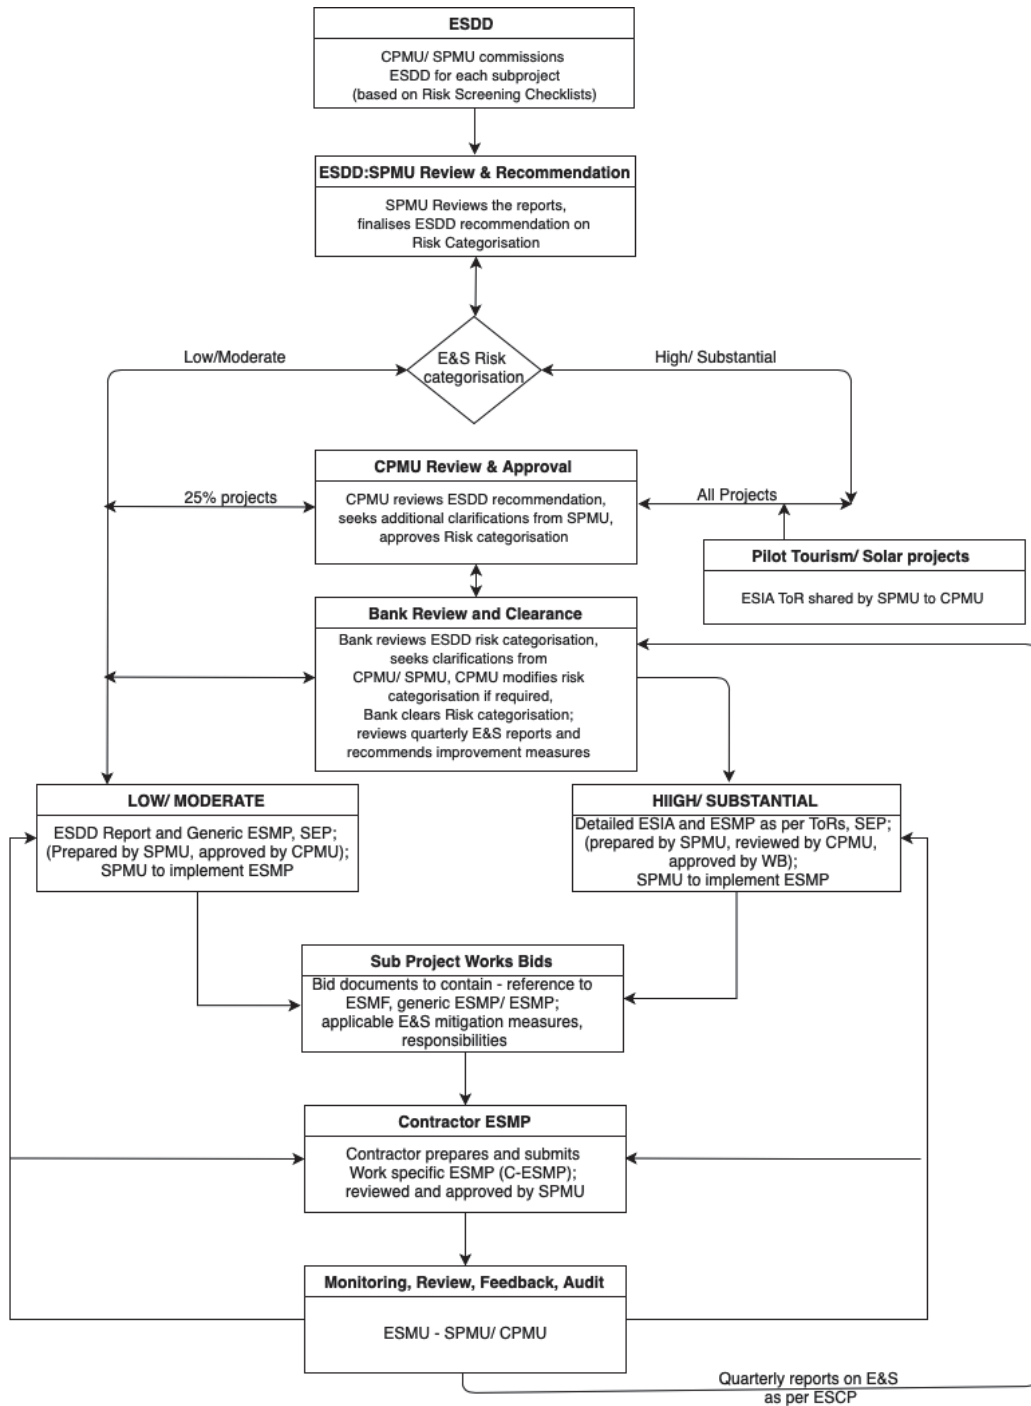 ESDD
CPMU/ SPMU commissions
ESDD for each subproject
(based on Risk Screening Checklists)
ESDD:SPMU Review & Recommendation
SPMU Reviews the reports,
finalises ESDD recommendation on
Risk Categorisation
Low/Moderate
E&S Risk
categorisation
High/ Substantial
CPMU Review & Approval
CPMU reviews ESDD recommendation,
seeks additional clarifications from SPMU,
approves Risk categorisation
25% projects
All Projects
Pilot Tourism/ Solar projects
ESIA ToR shared by SPMU to CPMU
Bank Review and Clearance
Bank reviews ESDD risk categorisation,
seeks clarifications from
CPMU/ SPMU, CPMU modifies risk
categorisation if required,
Bank clears Risk categorisation;
reviews quarterly E&S reports and
recommends improvement measures
LOW/ MODERATE
ESDD Report and Generic ESMP, SEP;
(Prepared by SPMU, approved by CPMU);
SPMU to implement ESMP
HIIGH/ SUBSTANTIAL
Detailed ESIA and ESMP as per ToRs, SEP;
(prepared by SPMU, reviewed by CPMU,
approved by WB);
SPMU to implement ESMP
Sub Project Works Bids
Bid documents to contain - reference to
ESMF, generic ESMP/ ESMP;
applicable E&S mitigation measures,
responsibilities
Contractor ESMP
Contractor prepares and submits
Work specific ESMP (C-ESMP);
reviewed and approved by SPMU
Monitoring, Review, Feedback, Audit
ESMU - SPMU/ CPMU
Quarterly reports on E&S
as per ESCP